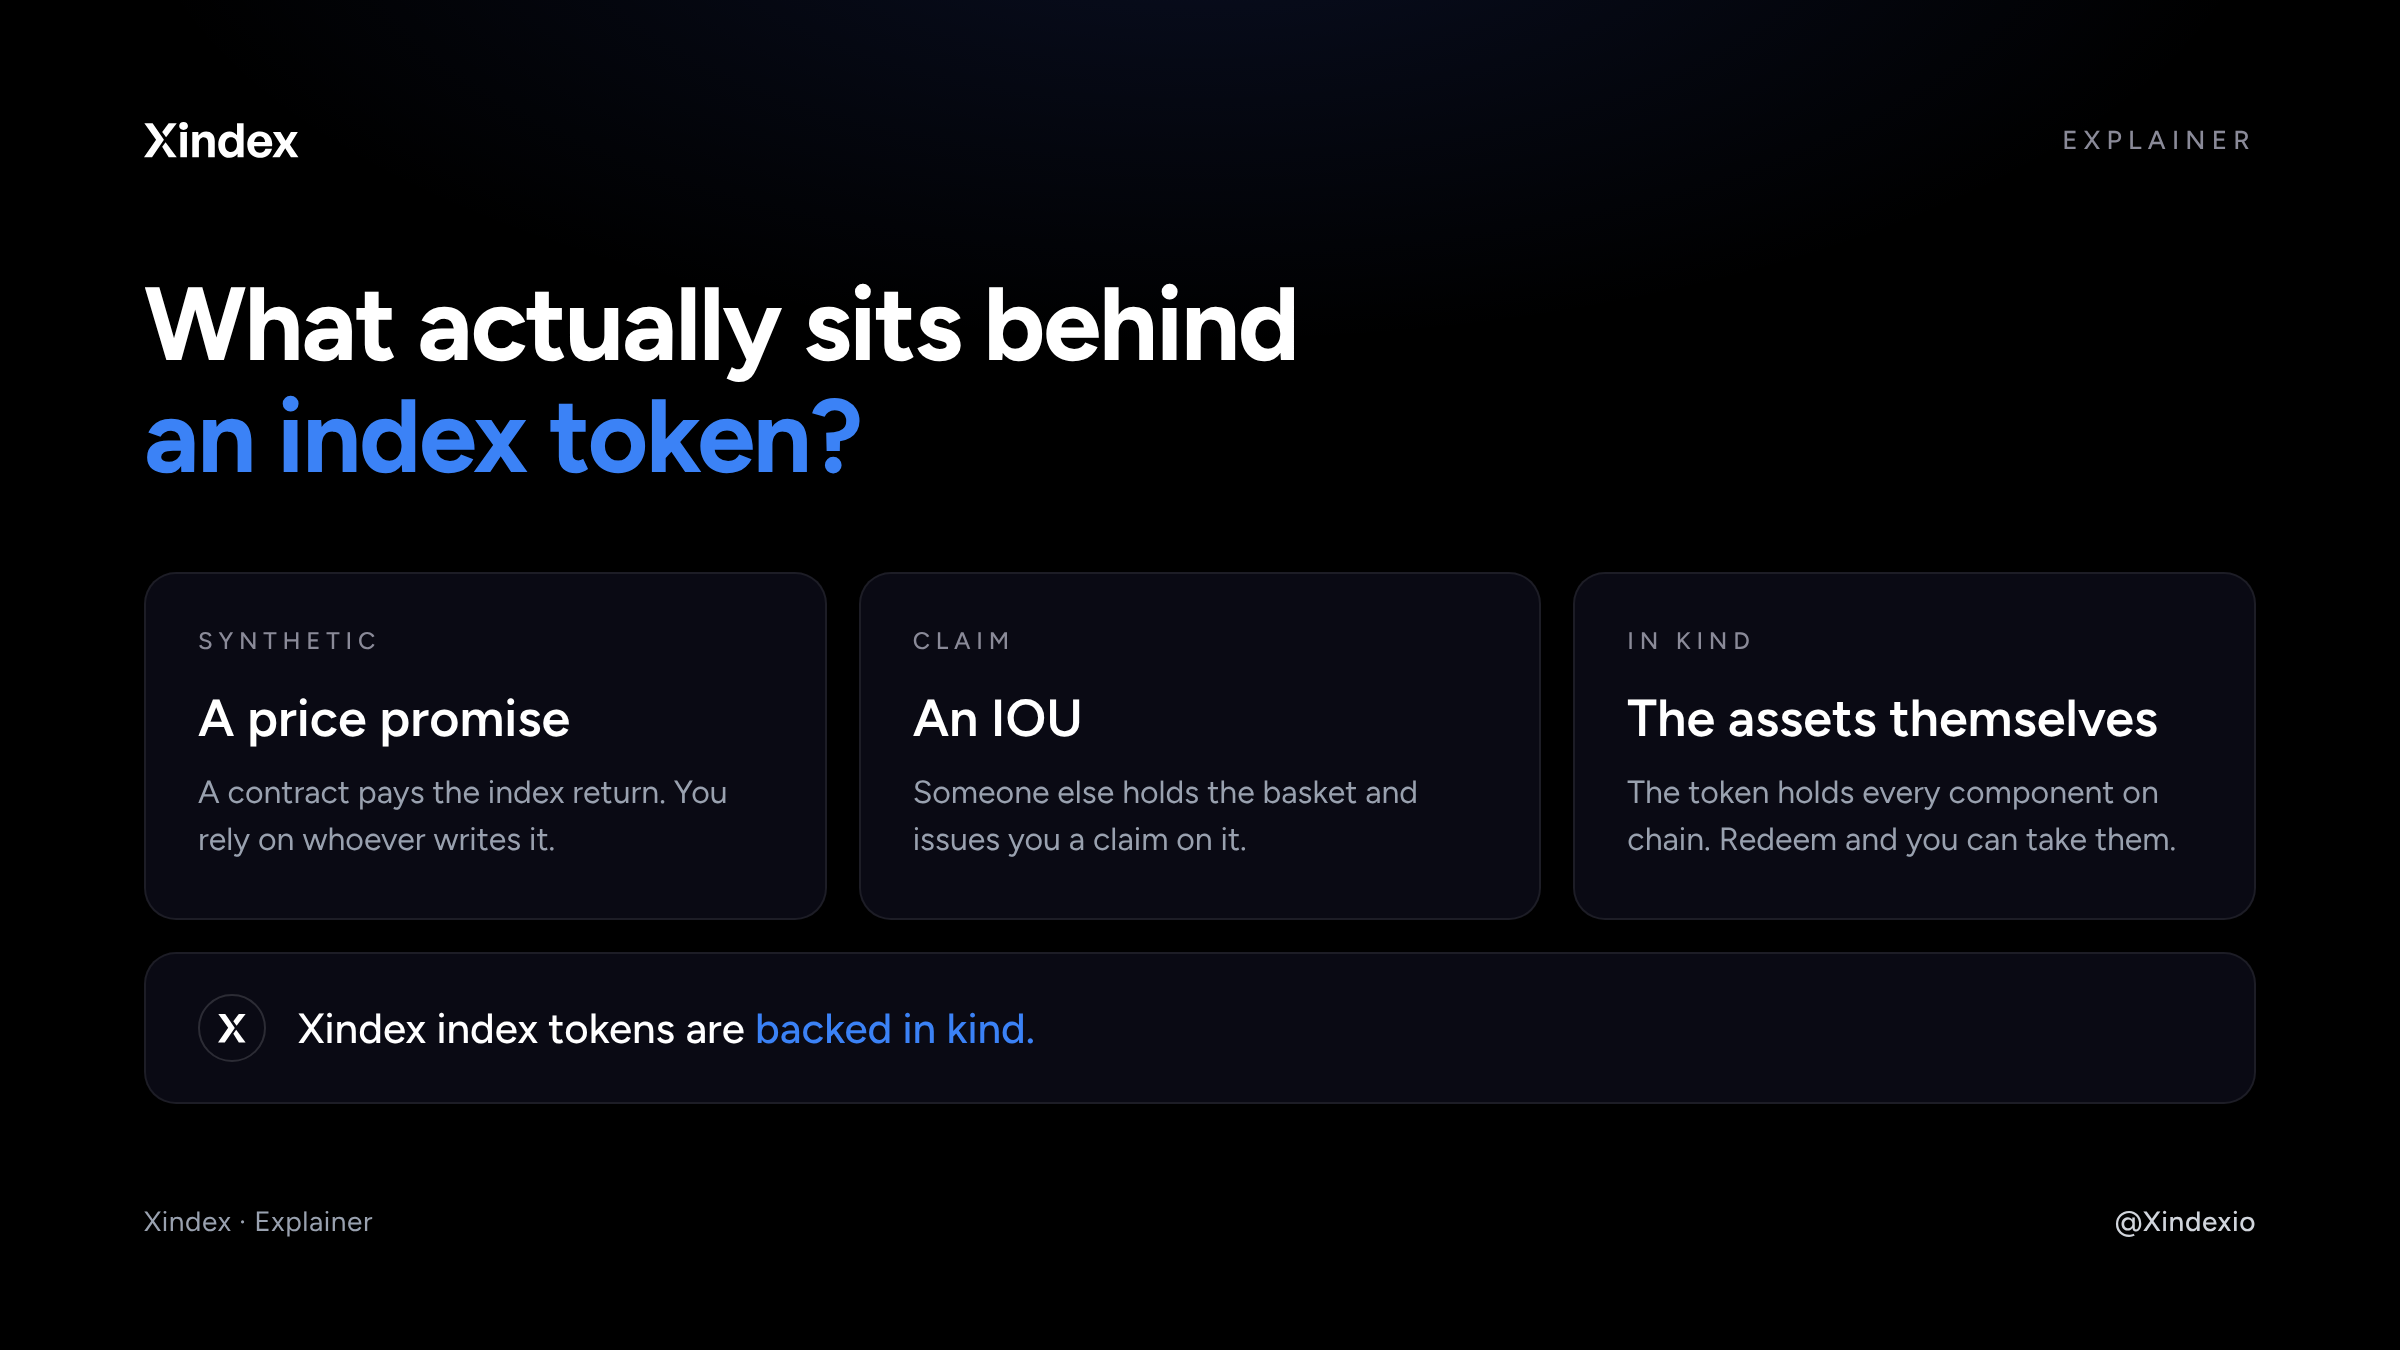 Xindex
EXPLAINER
What actually sits behind
an index token?
SYNTHETIC
A price promise
A contract pays the index return. You
rely on whoever writes it.
CLAIM
An IOU
Someone else holds the basket and
issues you a claim on it.
IN KIND
The assets themselves
The token holds every component on
chain. Redeem and you can take them.
X
Xindex index tokens are backed in kind.
Xindex · Explainer
@Xindexio